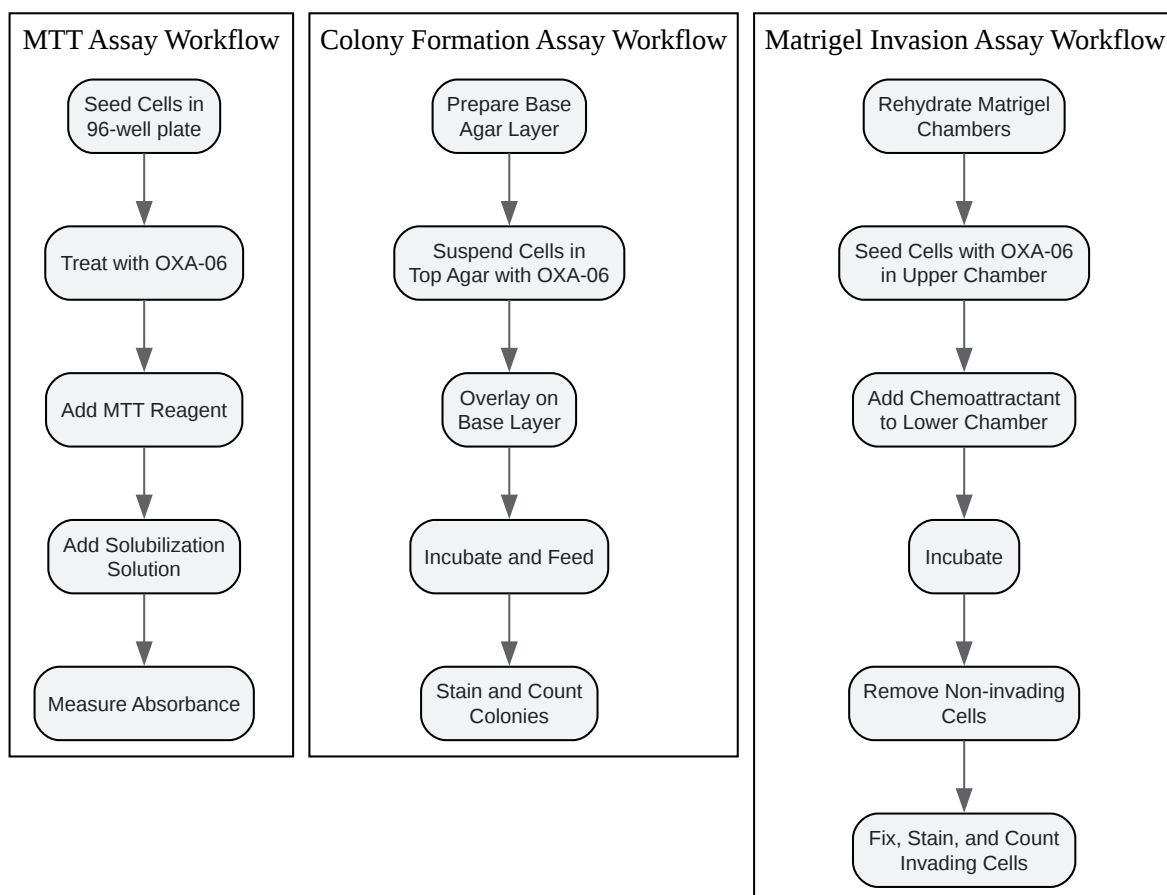 MTT Assay Workflow
Seed Cells in
96-well plate
Treat with OXA-06
Add MTT Reagent
Add Solubilization
Solution
Measure Absorbance
Colony Formation Assay Workflow
Prepare Base
Agar Layer
Suspend Cells in
Top Agar with OXA-06
Overlay on
Base Layer
Incubate and Feed
Stain and Count
Colonies
Matrigel Invasion Assay Workflow
Rehydrate Matrigel
Chambers
Seed Cells with OXA-06
in Upper Chamber
Add Chemoattractant
to Lower Chamber
Incubate
Remove Non-invading
Cells
Fix, Stain, and Count
Invading Cells